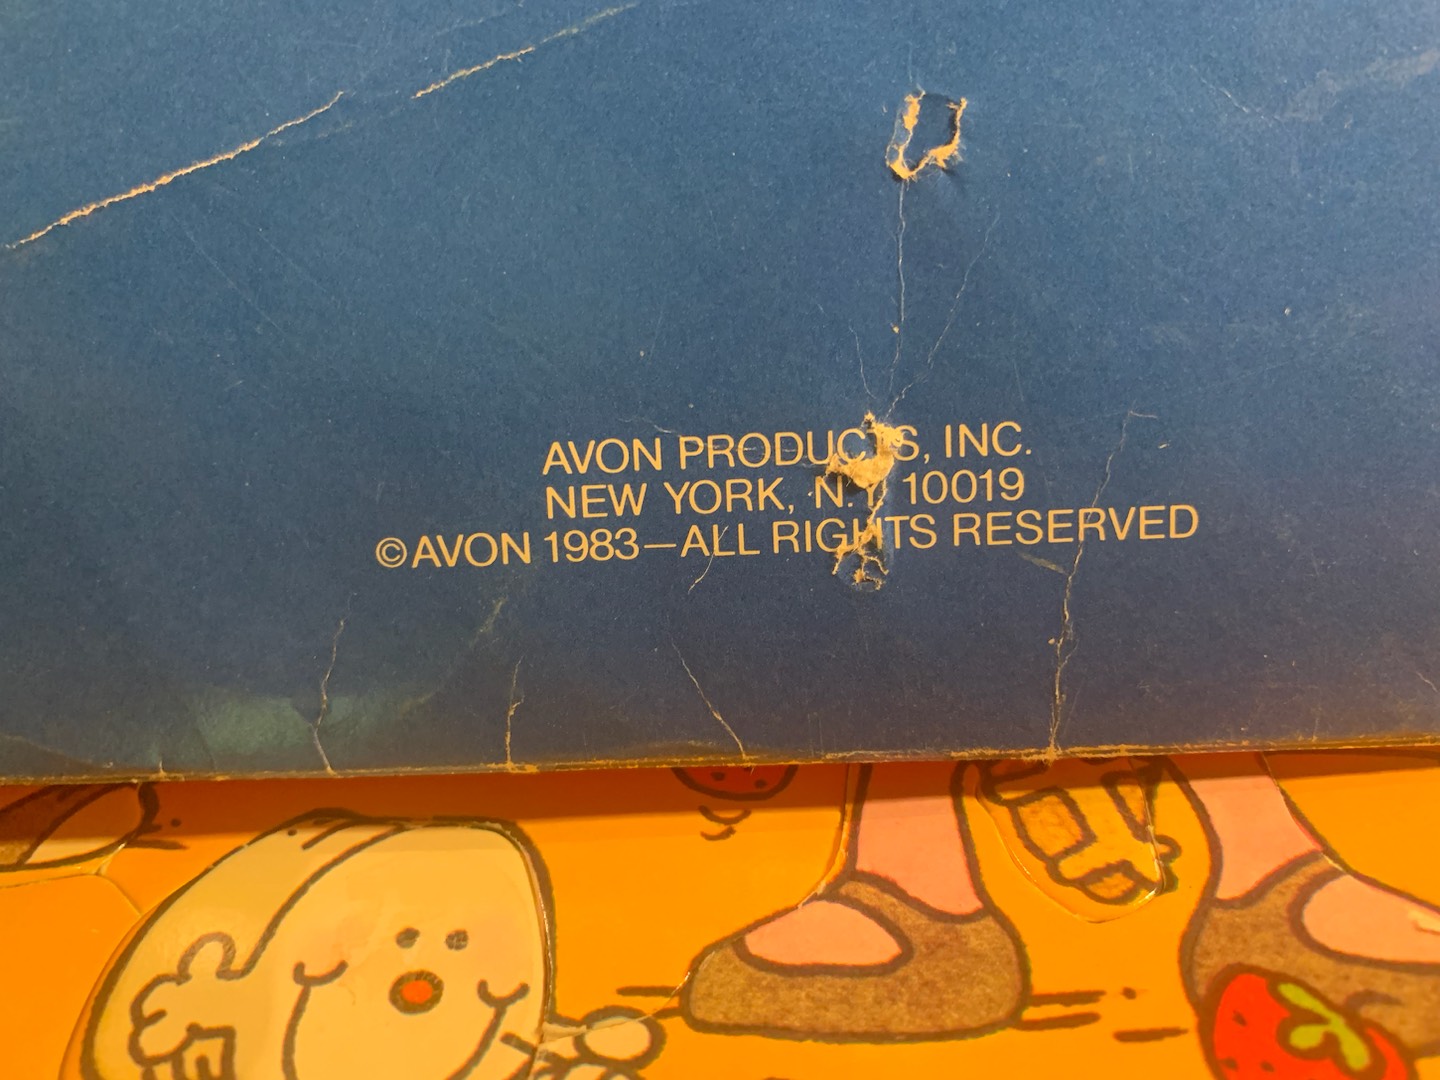 AVON PRODUCTS, INC.
NEW YORK, N.Y. 10019
©AVON 1983—ALL RIGHTS RESERVED